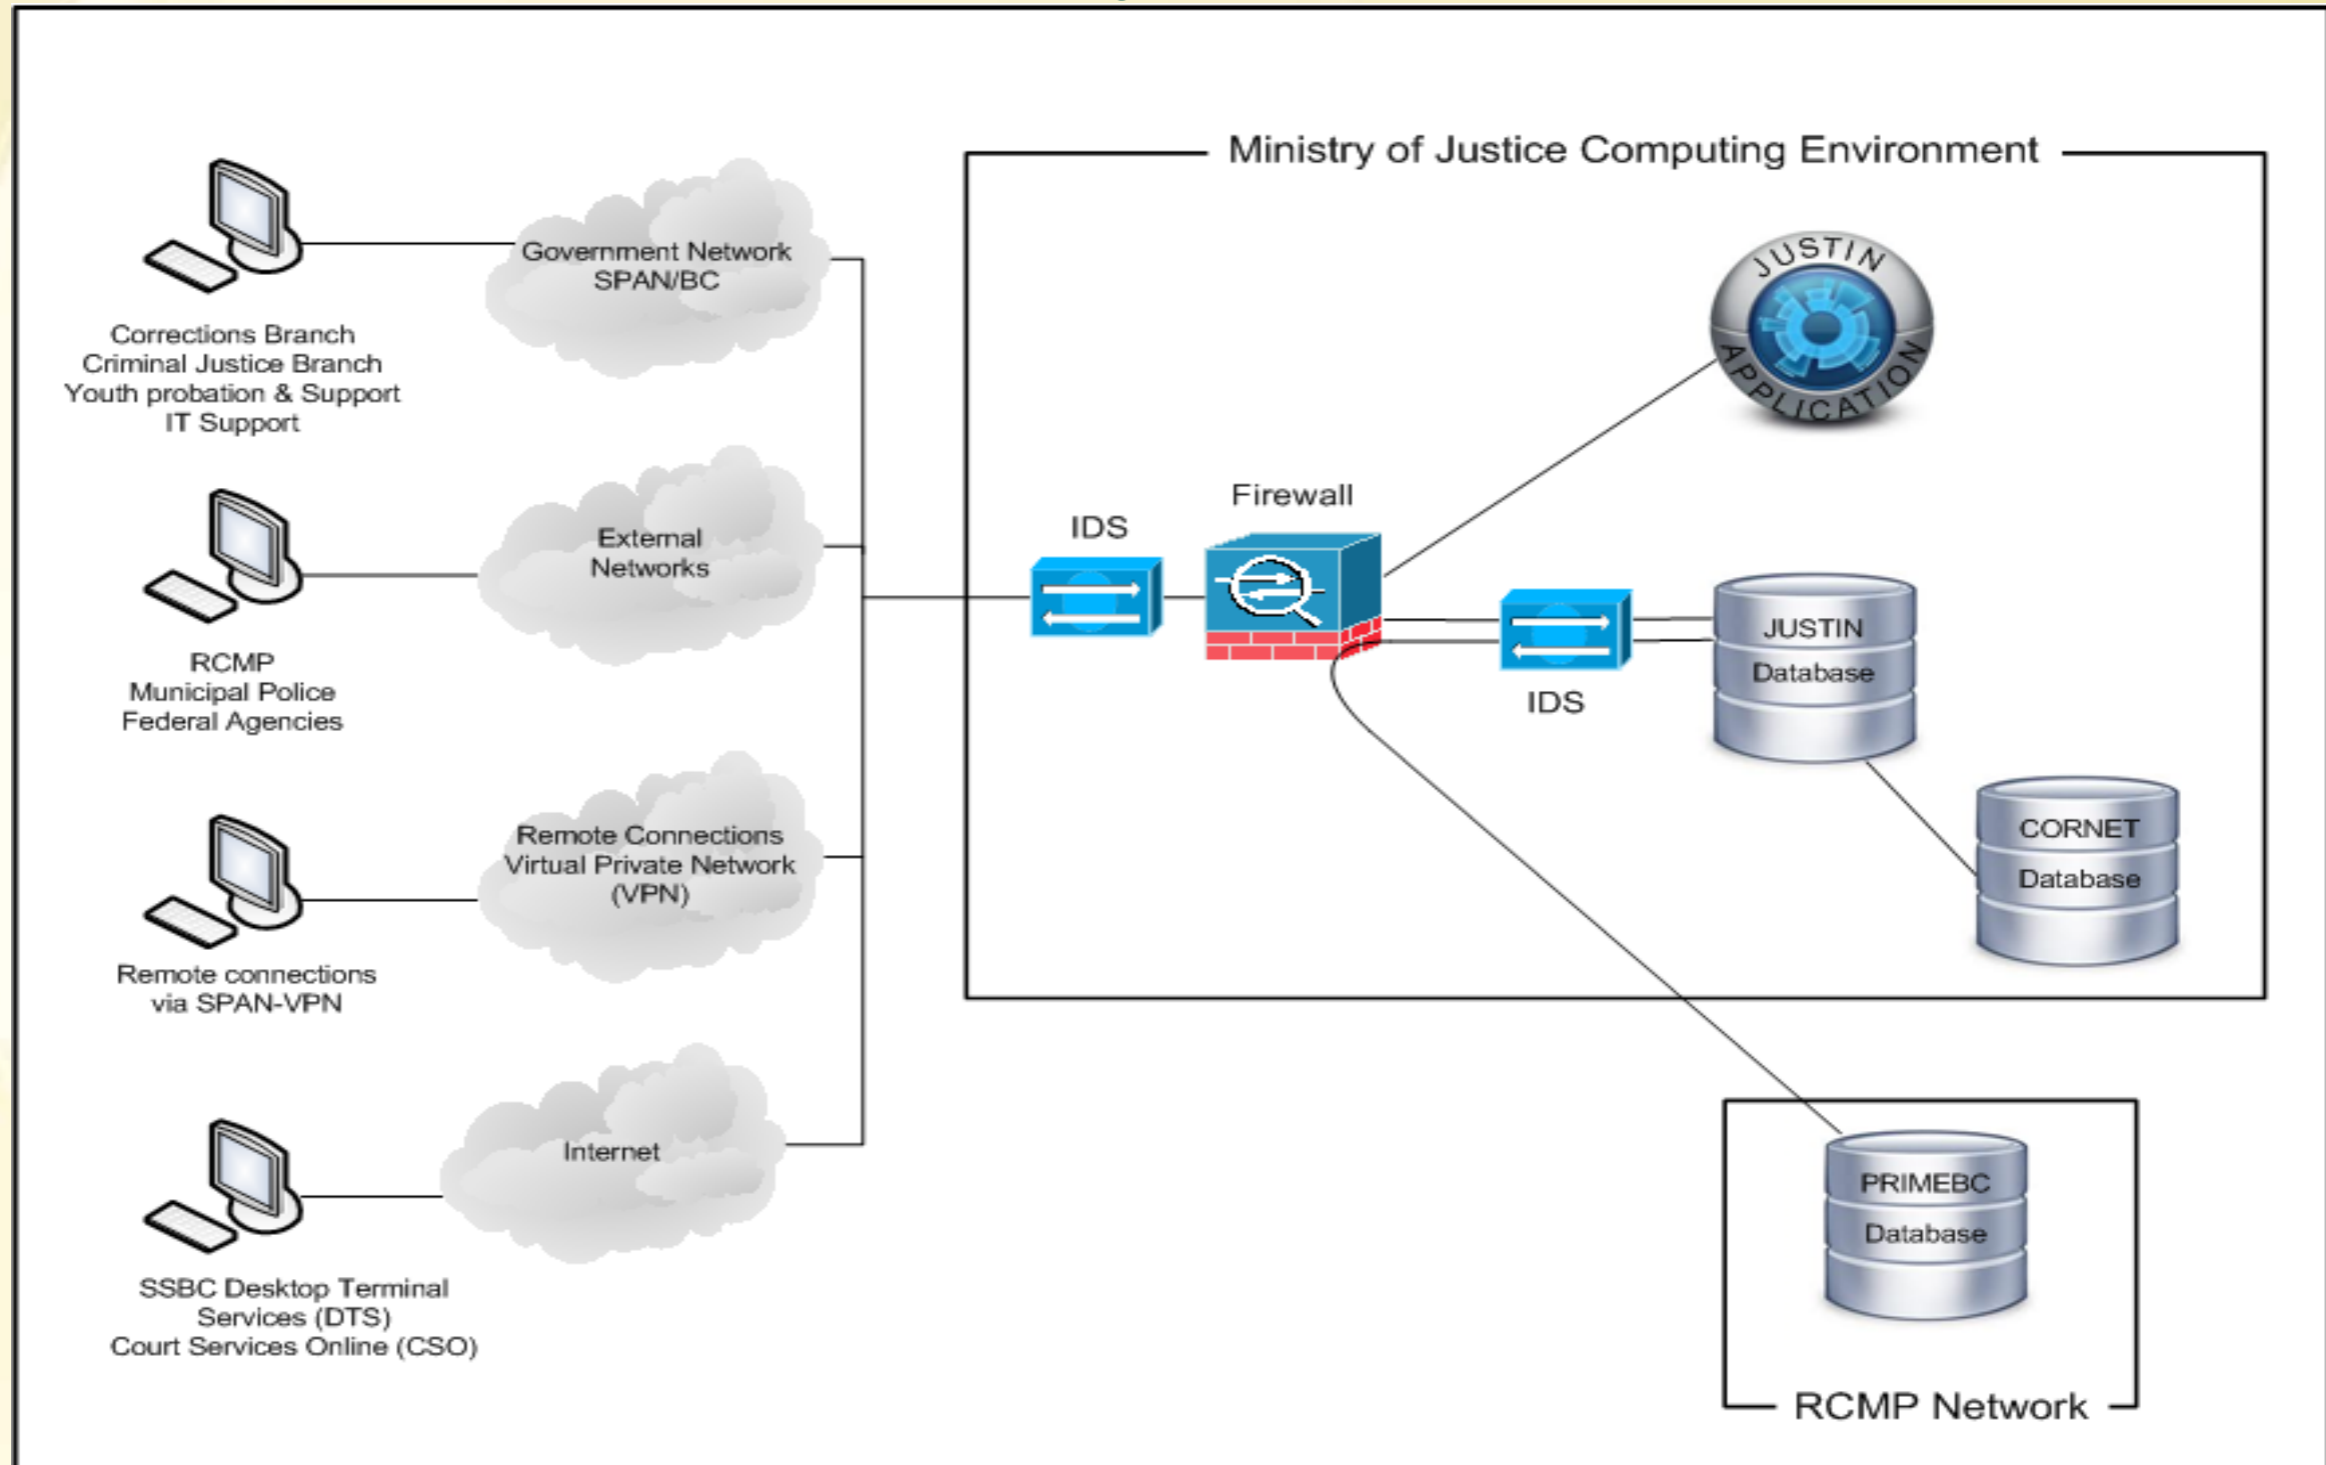 Ministry of Justice Computing Environment
Government Network
SPAN/BC
Corrections Branch
Criminal Justice Branch
Youth probation & Support
IT Support
External
Networks
RCMP
Municipal Police
Federal Agencies
Remote Connections
Virtual Private Network
(VPN)
Remote connections
via SPAN-VPN
Internet
SSBC Desktop Terminal
Services (DTS)
Court Services Online (CSO)
IDS
Firewall
JUSTIN
APPLICATION
IDS
JUSTIN
Database
CORNET
Database
PRIMEBC
Database
RCMP Network